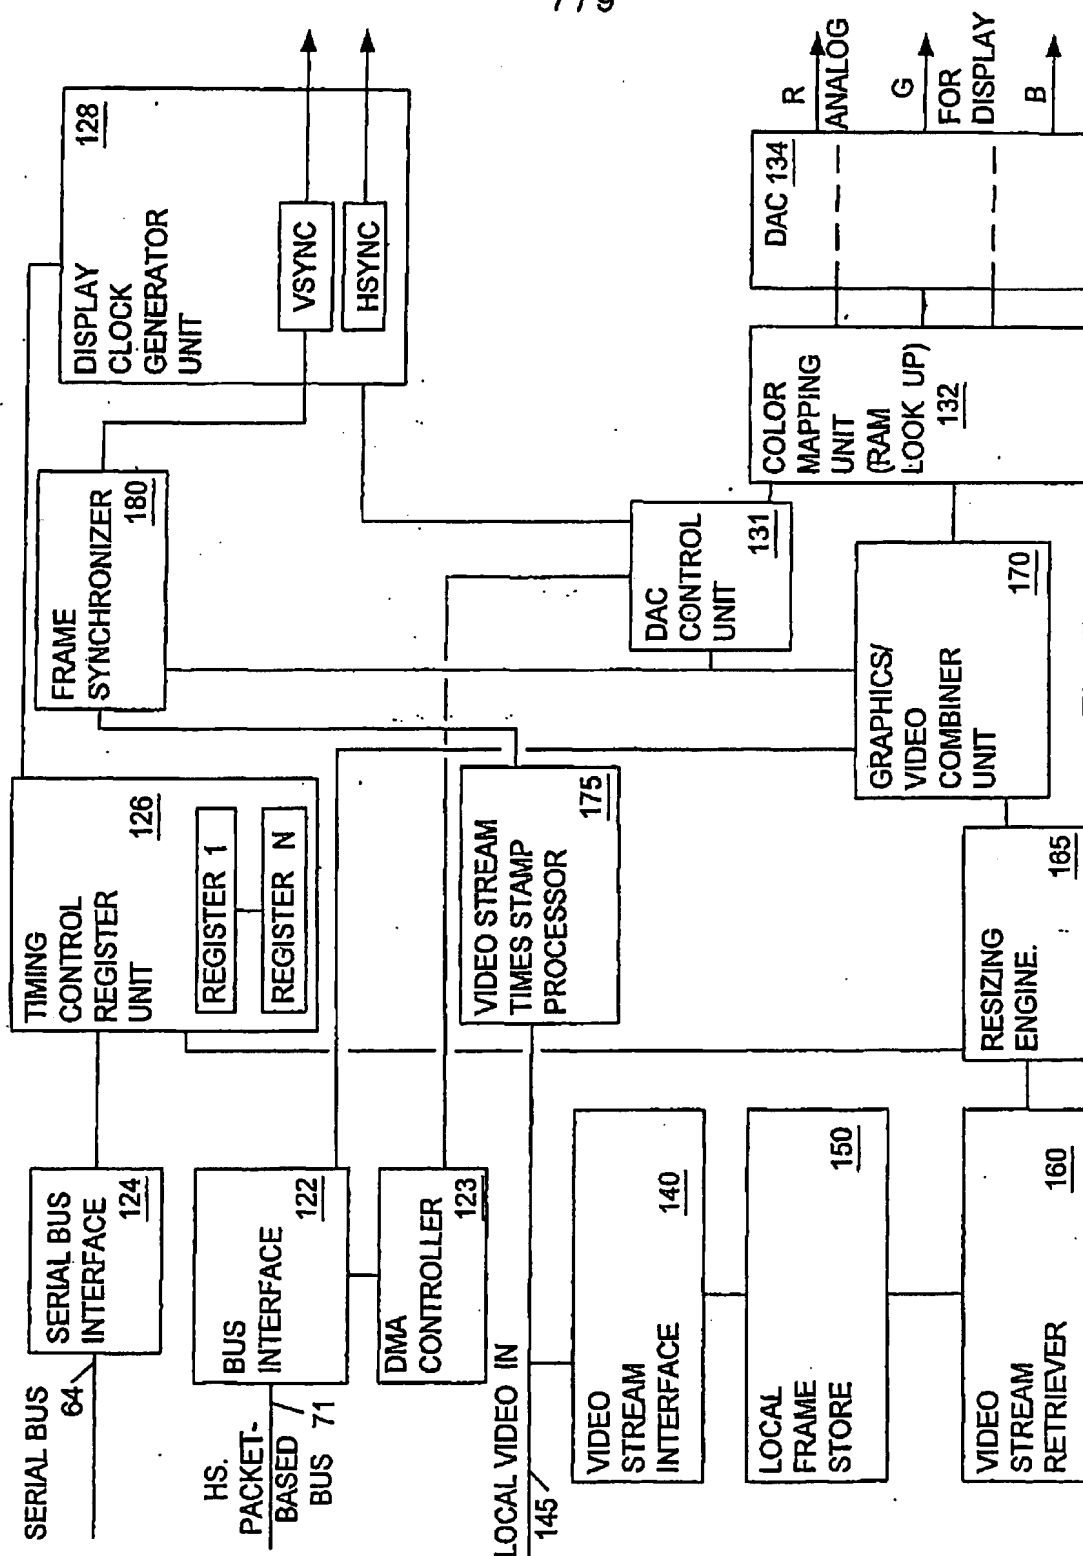 7/9
SERIAL BUS
64
SERIAL BUS
INTERFACE
124
TIMING
CONTROL
REGISTER
UNIT
126
REGISTER 1
REGISTER N
FRAME
SYNCHRONIZER
180
DISPLAY
CLOCK
GENERATOR
UNIT
128
VSYNC
HSYNC
HS.
PACKET-
BASED
BUS 71
BUS
INTERFACE
122
DMA
CONTROLLER
123
VIDEO STREAM
TIMES STAMP
PROCESSOR
175
LOCAL VIDEO IN
145
VIDEO
STREAM
INTERFACE
140
LOCAL
FRAME
STORE
150
VIDEO
STREAM
RETRIEVER
160
RESIZING
ENGINE.
165
GRAPHICS/
VIDEO
COMBINER
UNIT
170
DAC
CONTROL
UNIT
131
COLOR
MAPPING
UNIT
(RAM
LOOK UP)
132
DAC 134
R
ANALOG
G
FOR
DISPLAY
B